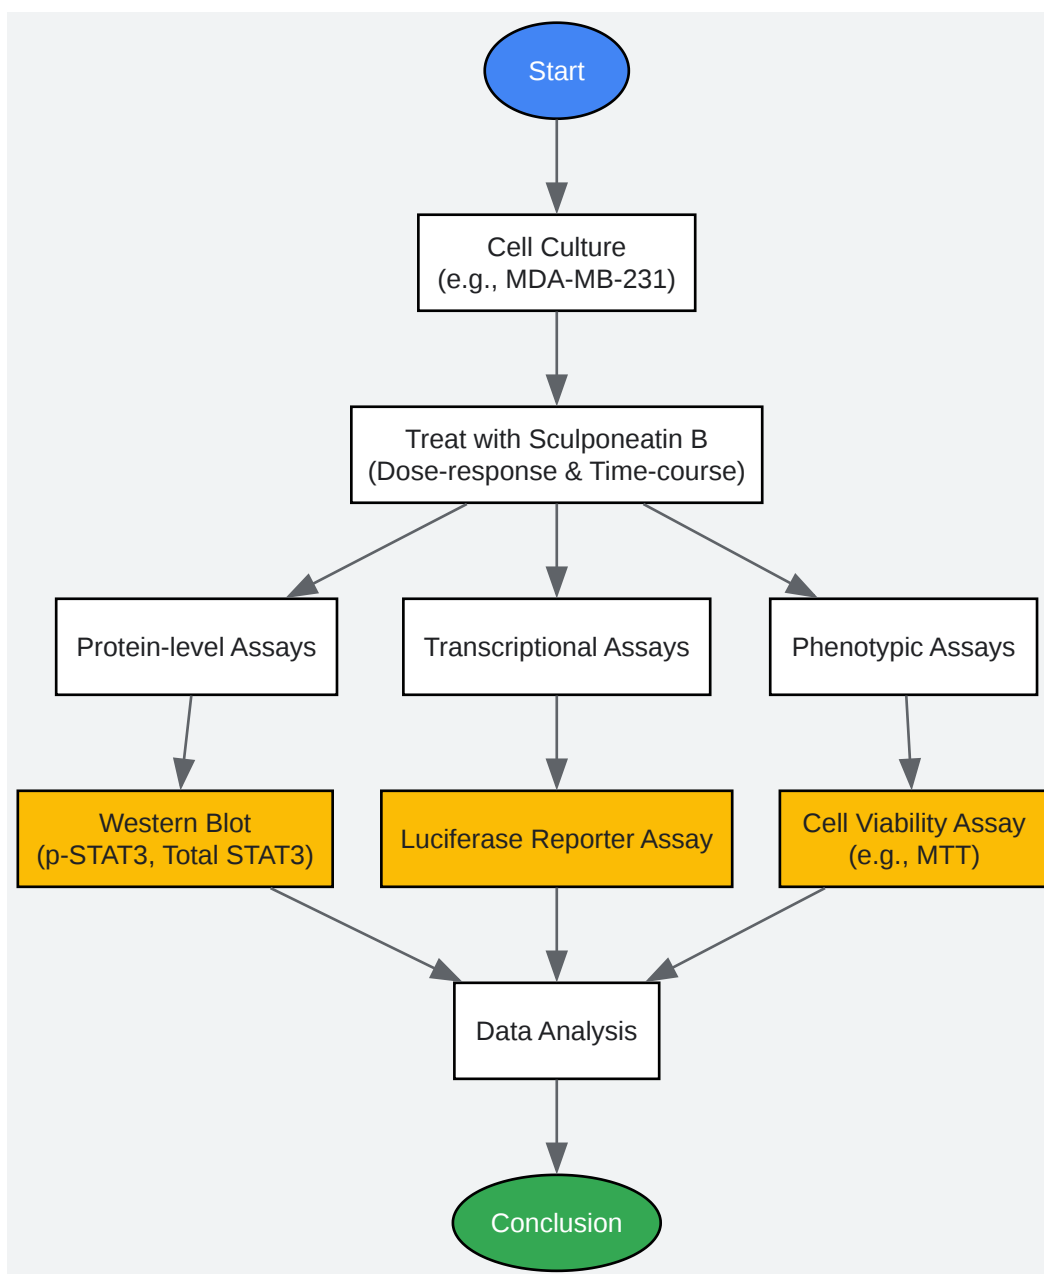 Start
Cell Culture
(e.g., MDA-MB-231)
Treat with Sculponeatin B
(Dose-response & Time-course)
Protein-level Assays
Transcriptional Assays
Phenotypic Assays
Western Blot
(p-STAT3, Total STAT3)
Luciferase Reporter Assay
Cell Viability Assay
(e.g., MTT)
Data Analysis
Conclusion